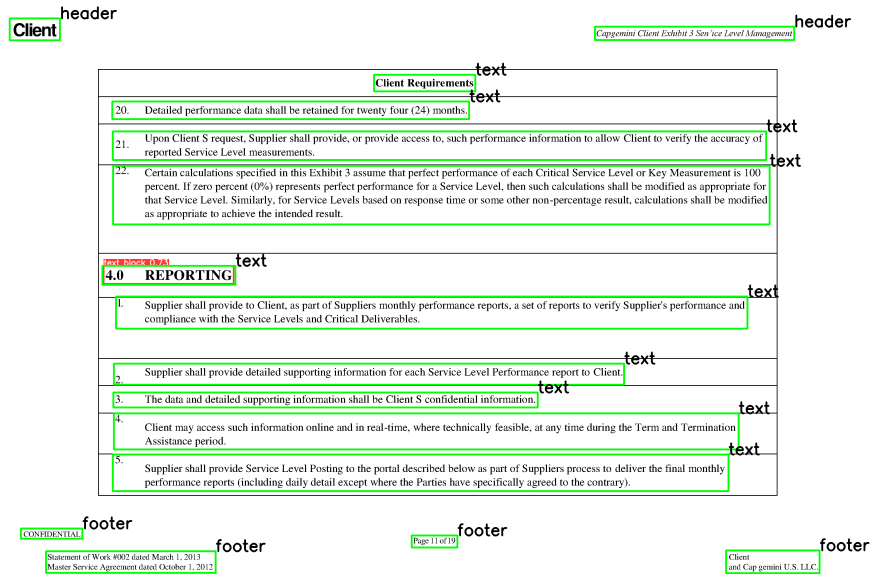 header
Client
header
Capgemini Client Exhibit 3 Sen'ice Level Management
text
Client Requirements
text
20. Detailed performance data shall be retained for twenty four (24) months.
text
21. Upon Client S request, Supplier shall provide, or provide access to, such performance information to allow Client to verify the accuracy of
reported Service Level measurements.
text
22. Certain calculations specified in this Exhibit 3 assume that perfect performance of each Critical Service Level or Key Measurement is 100
percent. If zero percent (0%) represents perfect performance for a Service Level, then such calculations shall be modified as appropriate for
that Service Level. Similarly, for Service Levels based on response time or some other non-percentage result, calculations shall be modified
as appropriate to achieve the intended result.
text
text_block 0.73
4.0 REPORTING
text
1. Supplier shall provide to Client, as part of Suppliers monthly performance reports, a set of reports to verify Supplier's performance and
compliance with the Service Levels and Critical Deliverables.
text
2. Supplier shall provide detailed supporting information for each Service Level Performance report to Client.
text
3. The data and detailed supporting information shall be Client S confidential information.
text
4. Client may access such information online and in real-time, where technically feasible, at any time during the Term and Termination
Assistance period.
text
5. Supplier shall provide Service Level Posting to the portal described below as part of Suppliers process to deliver the final monthly
performance reports (including daily detail except where the Parties have specifically agreed to the contrary).
footer
CONFIDENTIAL
footer
Statement of Work #002 dated March 1, 2013
Master Service Agreement dated October 1, 2012
footer
Page 11 of 19
footer
Client
and Cap gemini U.S. LLC.